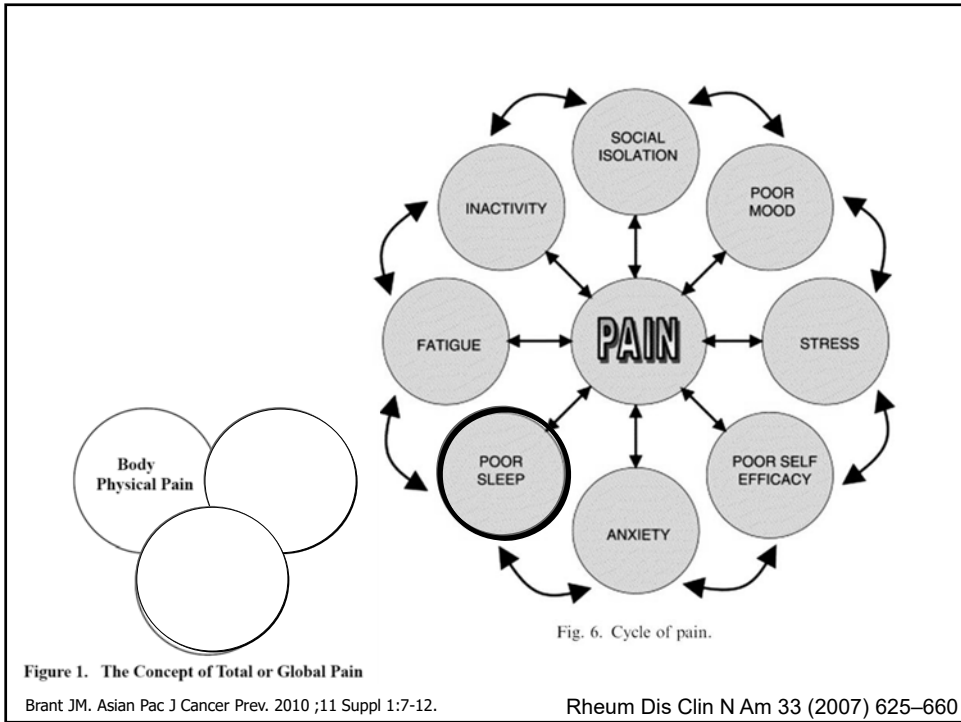 SOCIAL
ISOLATION
POOR
MOOD
INACTIVITY
FATIGUE
PAIN
STRESS
POOR
SLEEP
POOR SELF
EFFICACY
ANXIETY
Fig. 6. Cycle of pain.
Body
Physical Pain
Figure 1. The Concept of Total or Global Pain
Brant JM. Asian Pac J Cancer Prev. 2010 ;11 Suppl 1:7-12.
Rheum Dis Clin N Am 33 (2007) 625–660